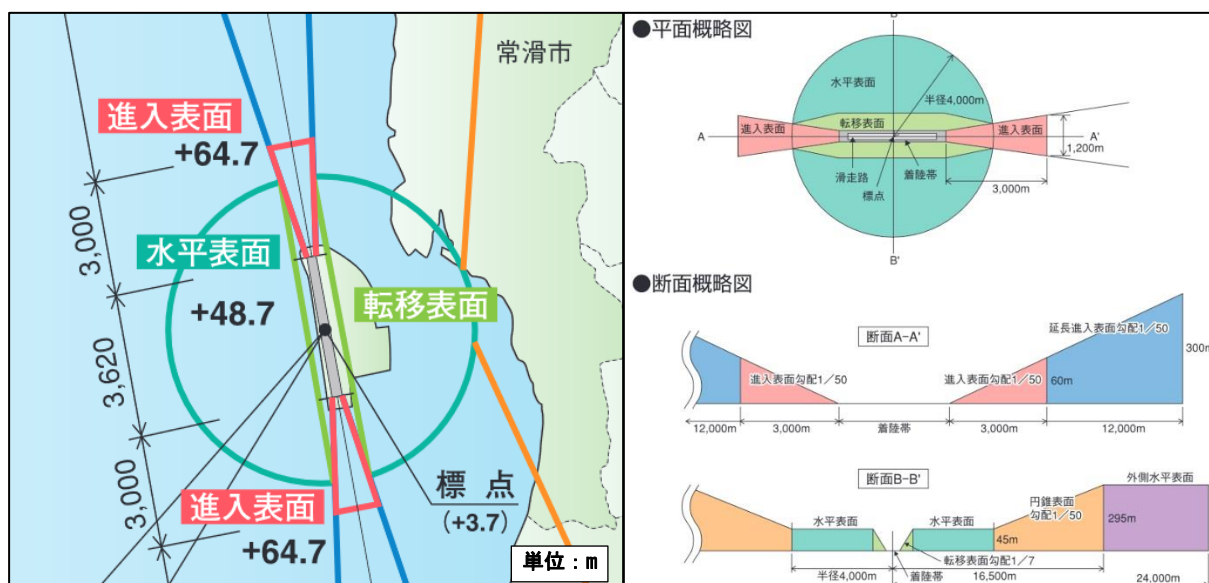 常滑市
進入表面
+64.7
3,000
水平表面
+48.7
転移表面
3,620
3,000
標 点
(+3.7)
進入表面
+64.7
単位：m
●平面概略図
B
水平表面
半径4,000m
転移表面
進入表面
進入表面
A
A'
1,200m
滑走路
標点
着陸帯
3,000m
B'
●断面概略図
断面A-A'
延長進入表面勾配1／50
300m
進入表面勾配1／50
進入表面勾配1／50
60m
12,000m
3,000m
着陸帯
3,000m
12,000m
断面B-B'
外側水平表面
円錐表面
勾配1／50
水平表面
水平表面
295m
45m
転移表面勾配1／7
半径4,000m
着陸帯
16,500m
24,000m